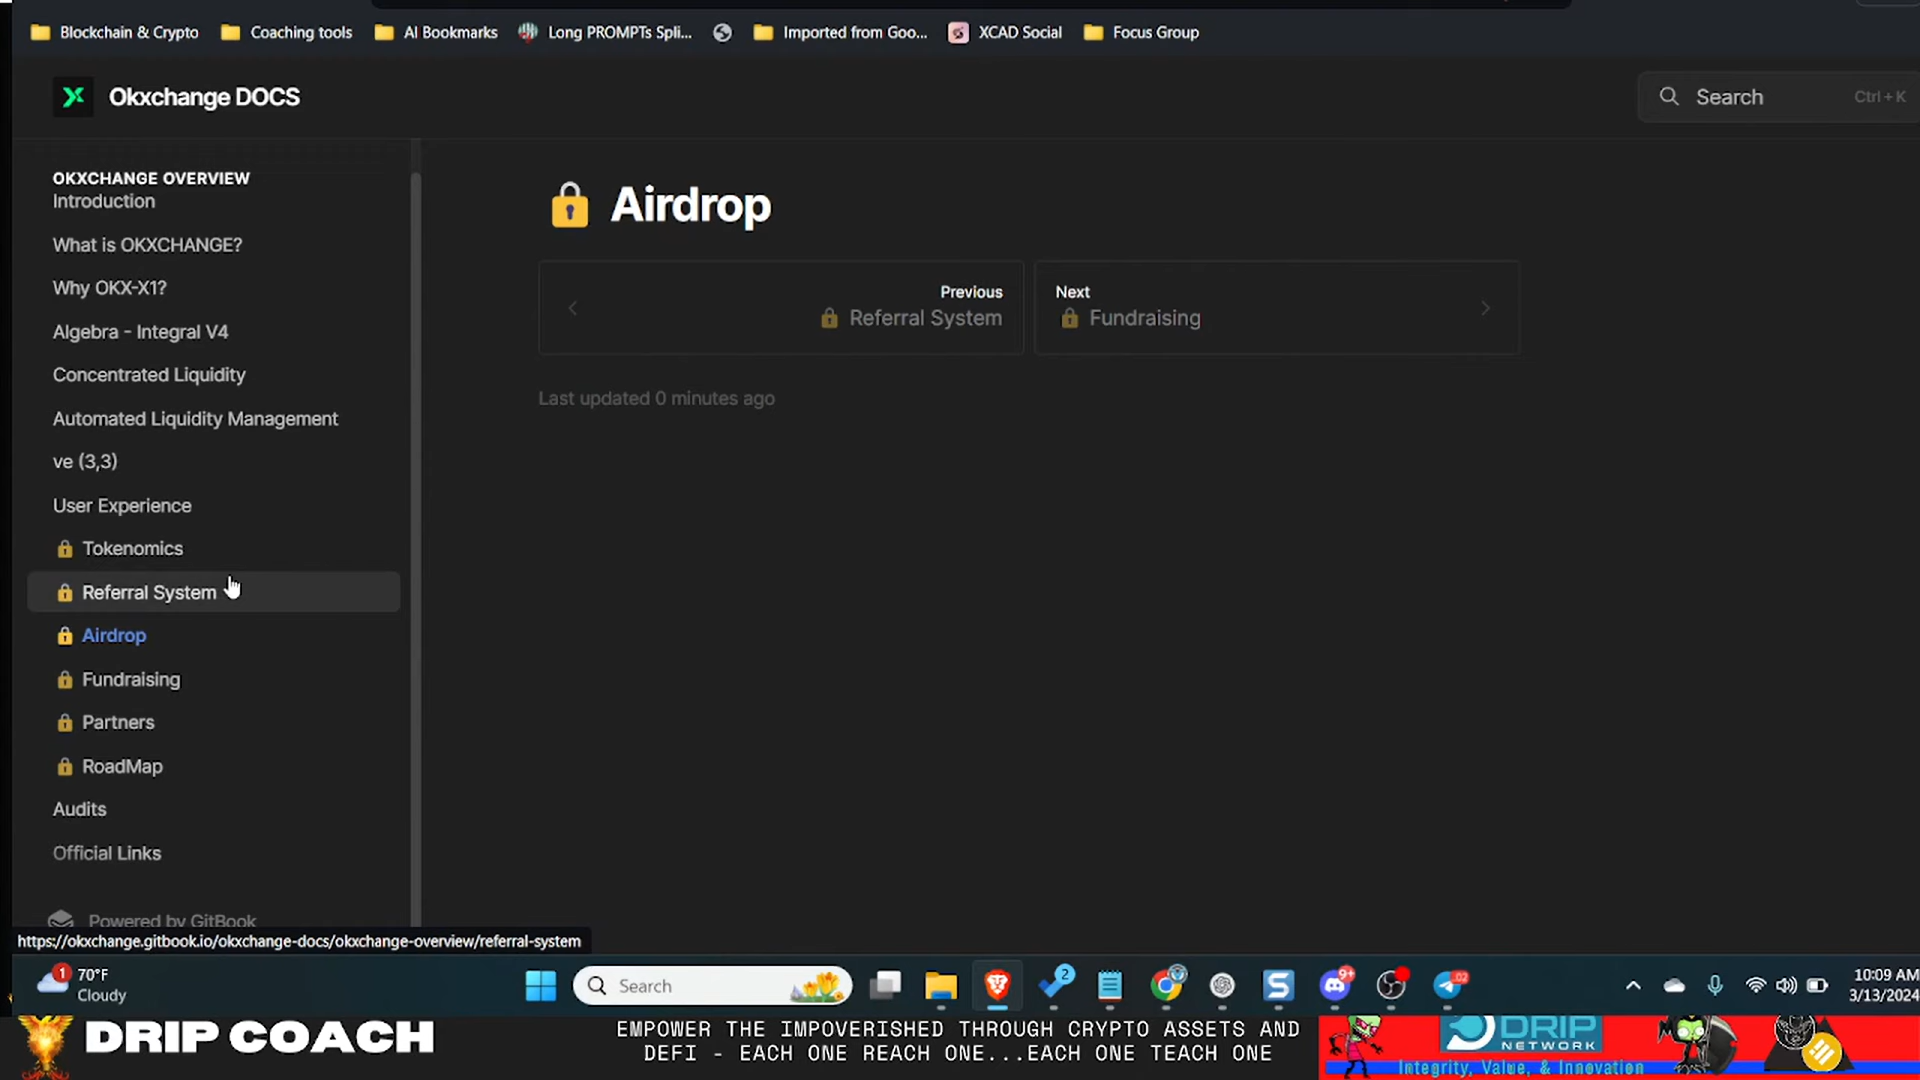 Blockchain & Crypto
Coaching tools
AI Bookmarks
Long PROMPTs Spli...
Imported from Goo...
XCAD Social
Focus Group
Okxchange DOCS
Search
Ctrl + K
OKXCHANGE OVERVIEW
Introduction
What is OKXCHANGE?
Why OKX-X1?
Algebra - Integral V4
Concentrated Liquidity
Automated Liquidity Management
ve (3,3)
User Experience
Tokenomics
Referral System
Airdrop
Fundraising
Partners
RoadMap
Audits
Official Links
Powered by GitBook
Airdrop
Previous
Referral System
Next
Fundraising
Last updated 0 minutes ago
https://okxchange.gitbook.io/okxchange-docs/okxchange-overview/referral-system
1
70°F
Cloudy
Search
2
9+
02
10:09 AM
3/13/2024
DRIP COACH
EMPOWER THE IMPOVERISHED THROUGH CRYPTO ASSETS AND
DEFI - EACH ONE REACH ONE...EACH ONE TEACH ONE
DRIP
NETWORK
Integrity, Value, & Innovation